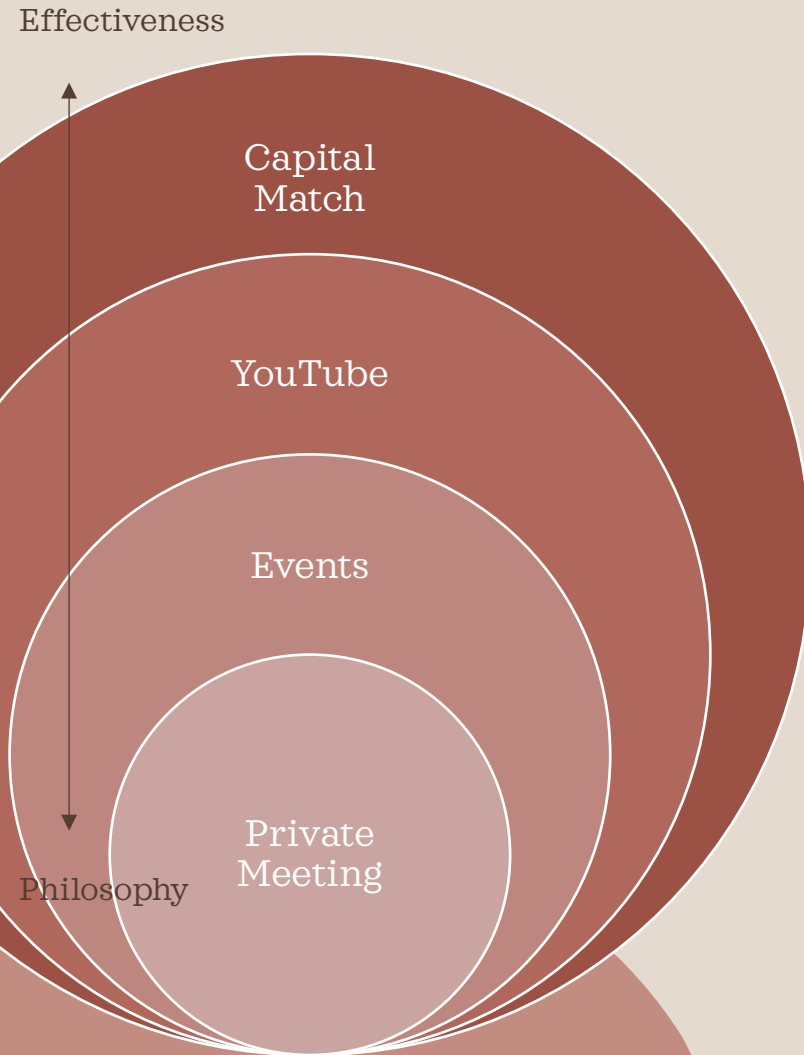 Effectiveness
Capital
Match
YouTube
Events
Private
Meeting
Philosophy